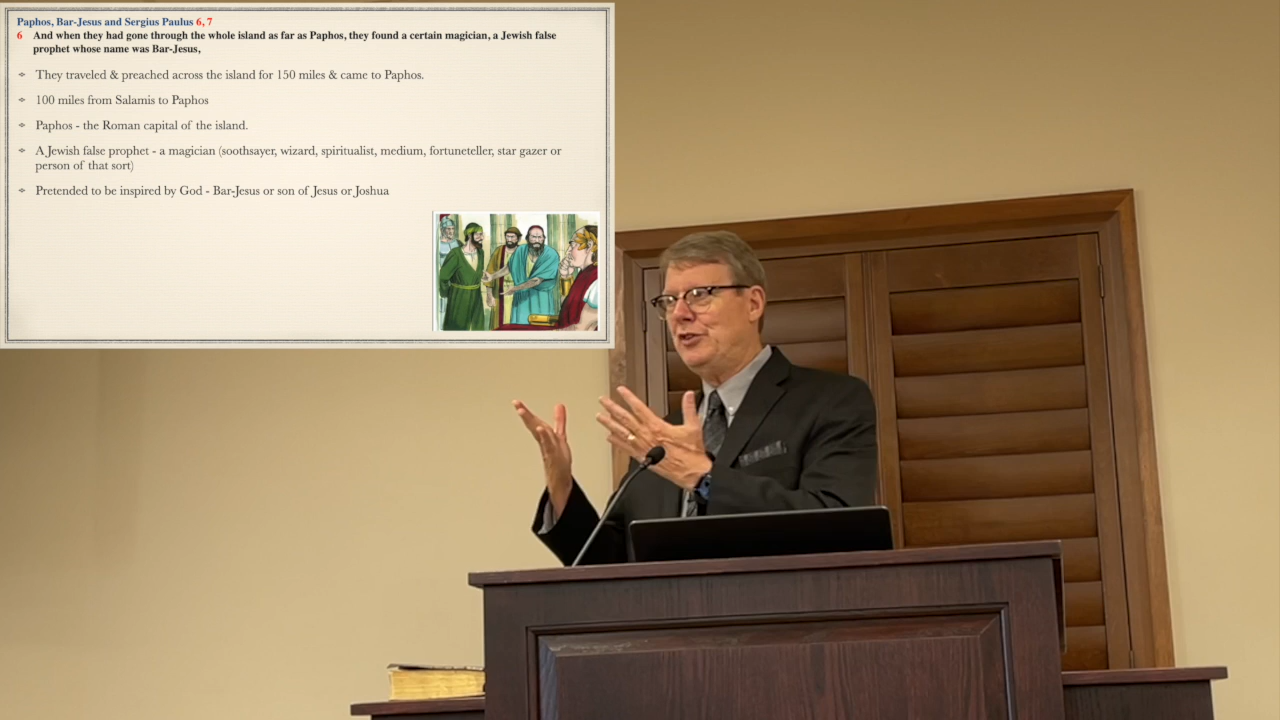 Paphos, Bar-Jesus and Sergius Paulus 6, 7
6 And when they had gone through the whole island as far as Paphos, they found a certain magician, a Jewish false
prophet whose name was Bar-Jesus,
They traveled & preached across the island for 150 miles & came to Paphos.
100 miles from Salamis to Paphos
Paphos - the Roman capital of the island.
A Jewish false prophet - a magician (soothsayer, wizard, spiritualist, medium, fortuneteller, star gazer or
person of that sort)
Pretended to be inspired by God - Bar-Jesus or son of Jesus or Joshua